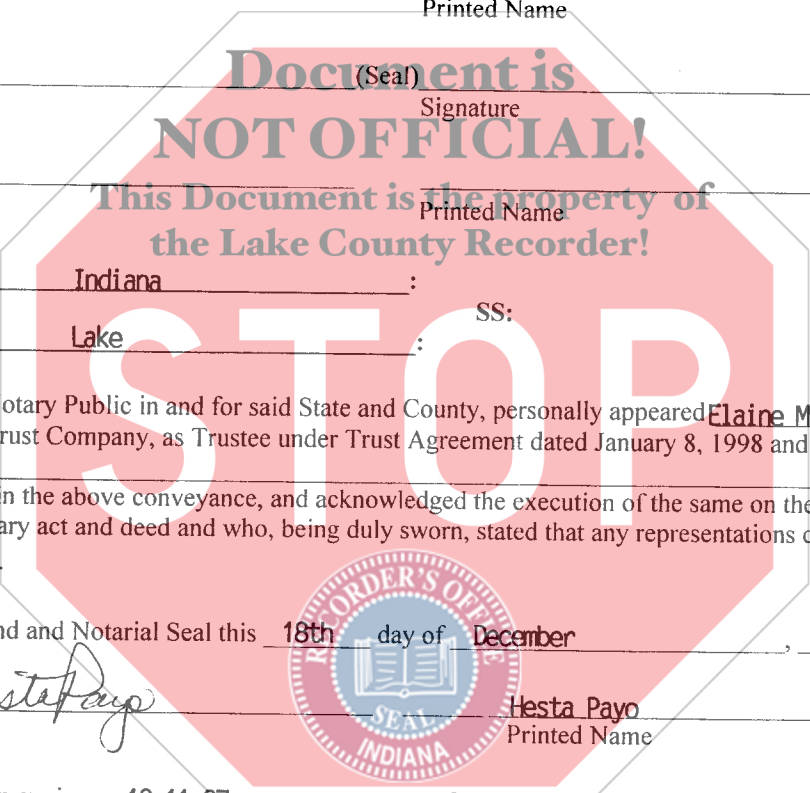 Printed Name
Document is
(Seal)
Signature
NOT OFFICIAL!
This Document is the property of
Printed Name
the Lake County Recorder!
Indiana :
SS:
Lake :
STOP
otary Public in and for said State and County, personally appeared Elaine M
rust Company, as Trustee under Trust Agreement dated January 8, 1998 and
in the above conveyance, and acknowledged the execution of the same on the
ary act and deed and who, being duly sworn, stated that any representations c
RECORDER'S OFFICE
nd and Notarial Seal this 18th day of December ,
sta Payo
SEAL
INDIANA
Hesta Payo
Printed Name